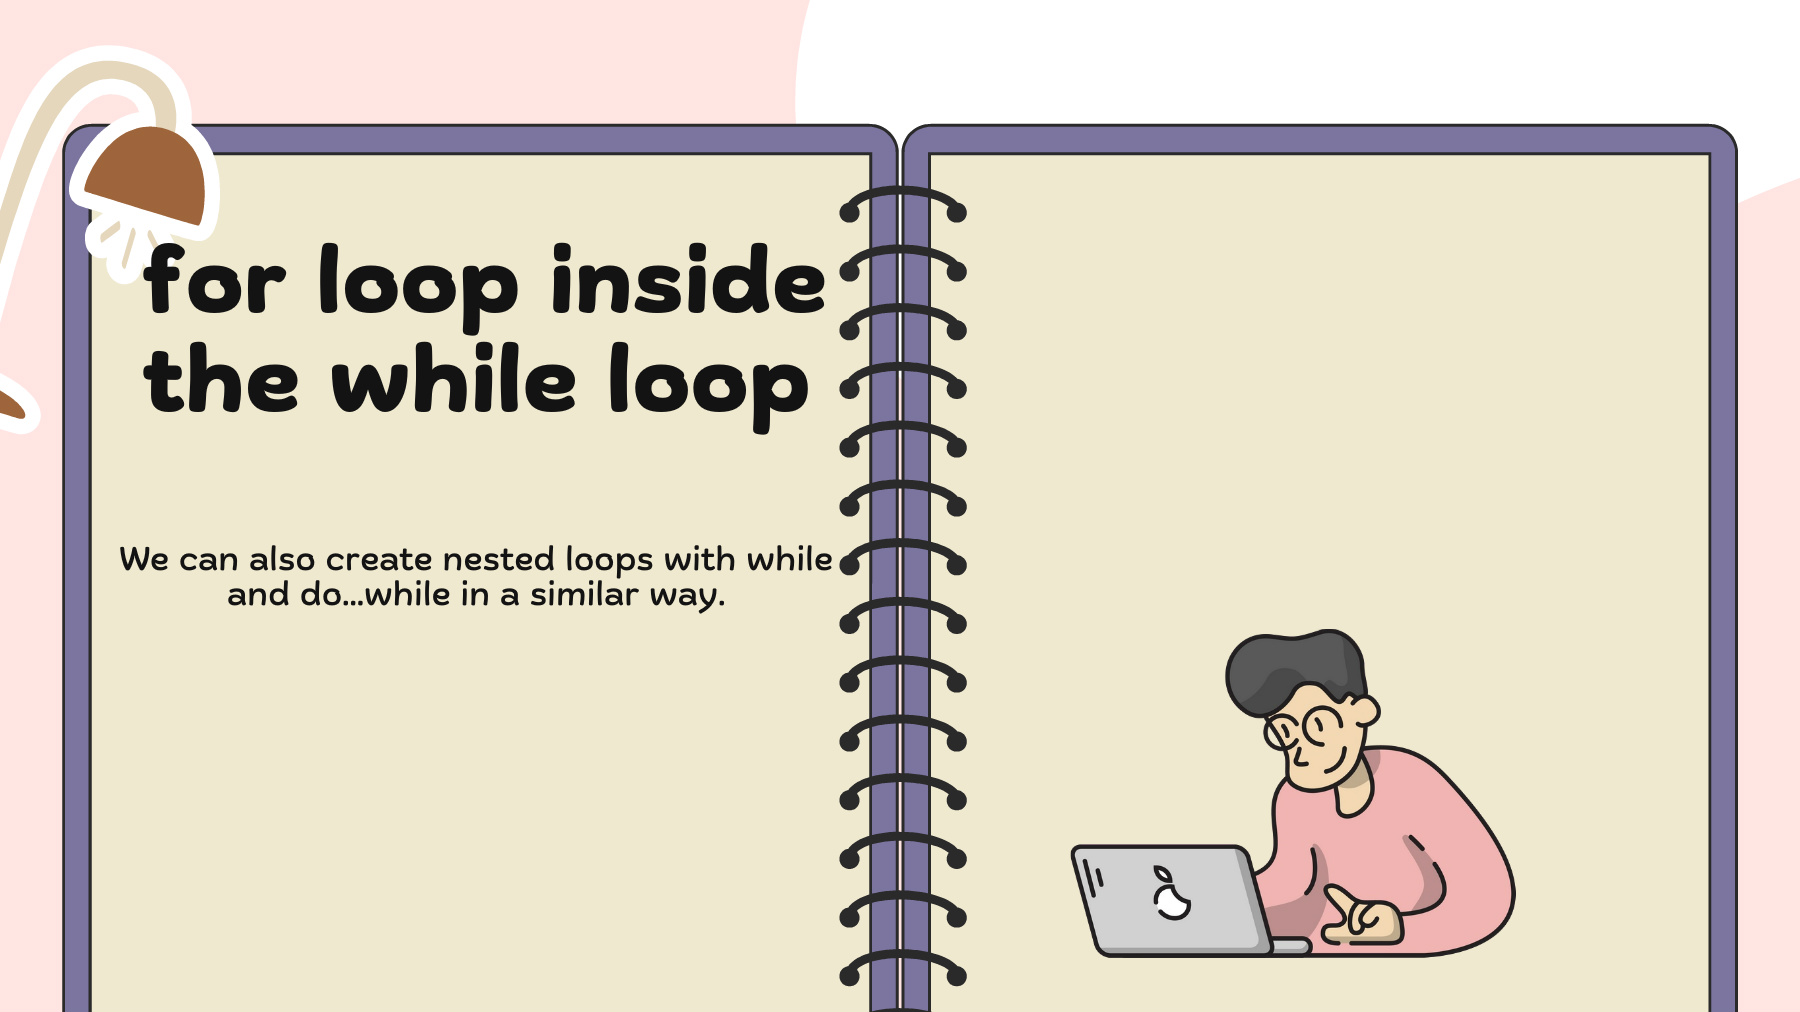 for loop inside
the while loop
We can also create nested loops with while
and do...while in a similar way.